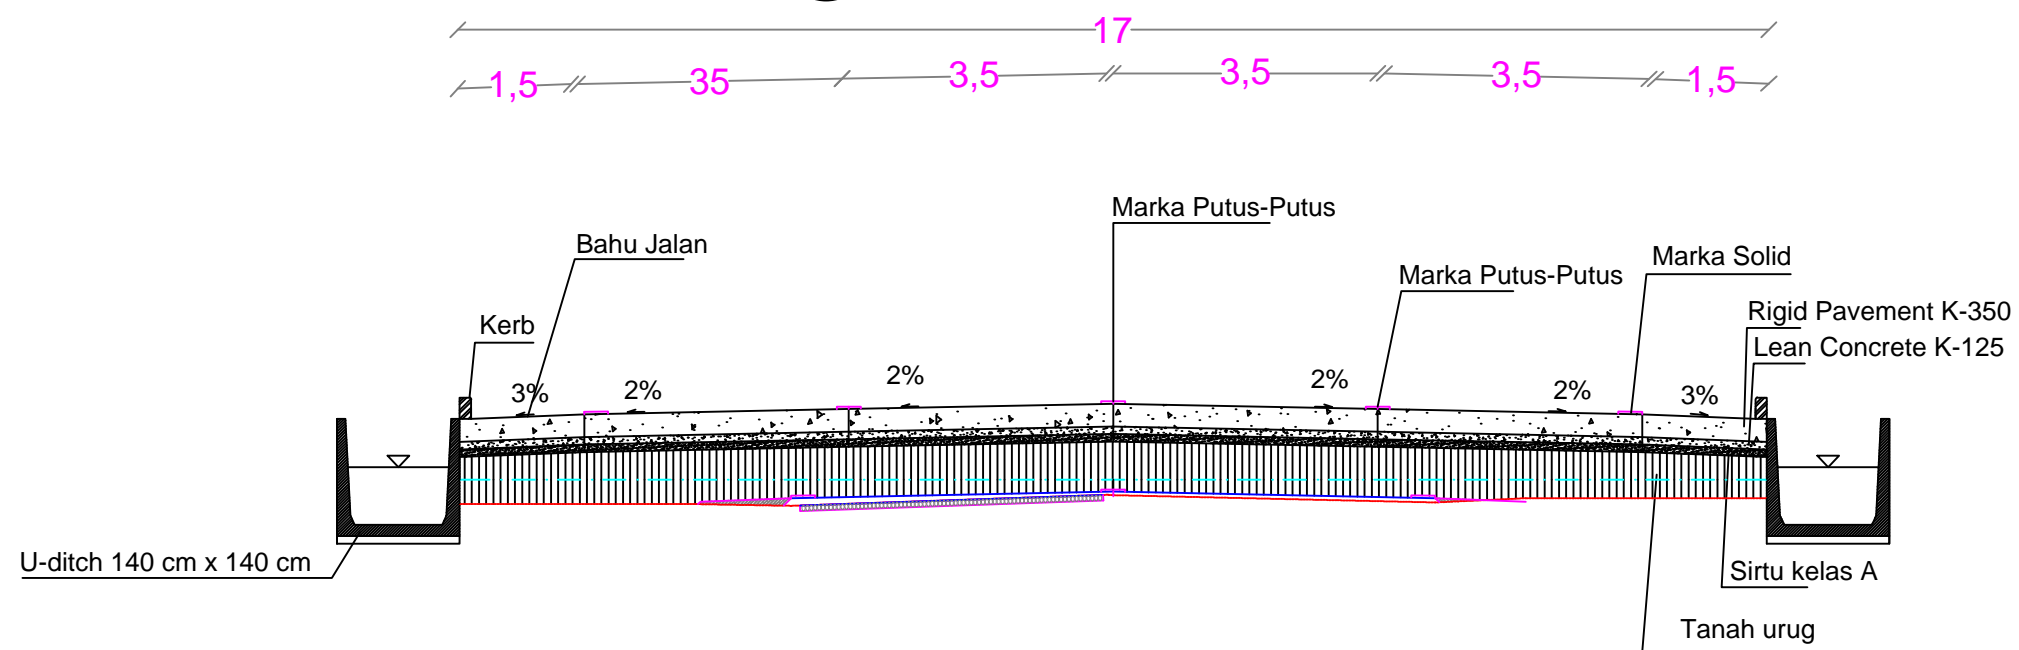 17
1,5 35 3,5 3,5 3,5 1,5
Marka Putus-Putus
Bahu Jalan
Marka Solid
Marka Putus-Putus
Kerb
Rigid Pavement K-350
Lean Concrete K-125
3% 2% 2% 2% 2% 3%
U-ditch 140 cm x 140 cm
Sirtu kelas A
Tanah urug